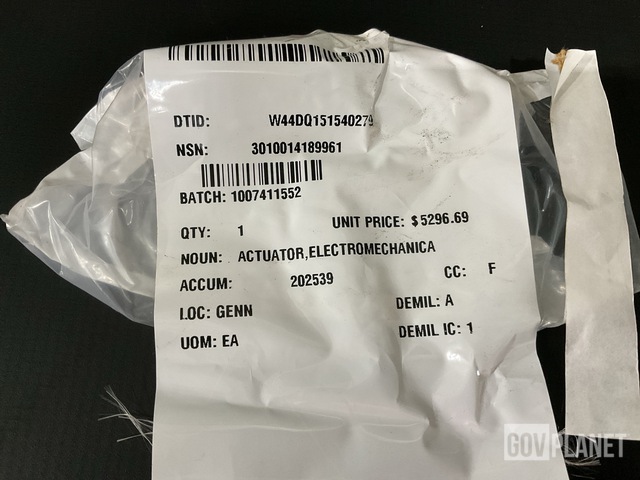 DTID: W44DQ151540279
NSN: 3010014189961
BATCH: 1007411552
QTY: 1 UNIT PRICE: $5296.69
NOUN: ACTUATOR,ELECTROMECHANICA
ACCUM: 202539 CC: F
LOC: GENN DEMIL: A
UOM: EA DEMIL IC: 1
GOVPLANET